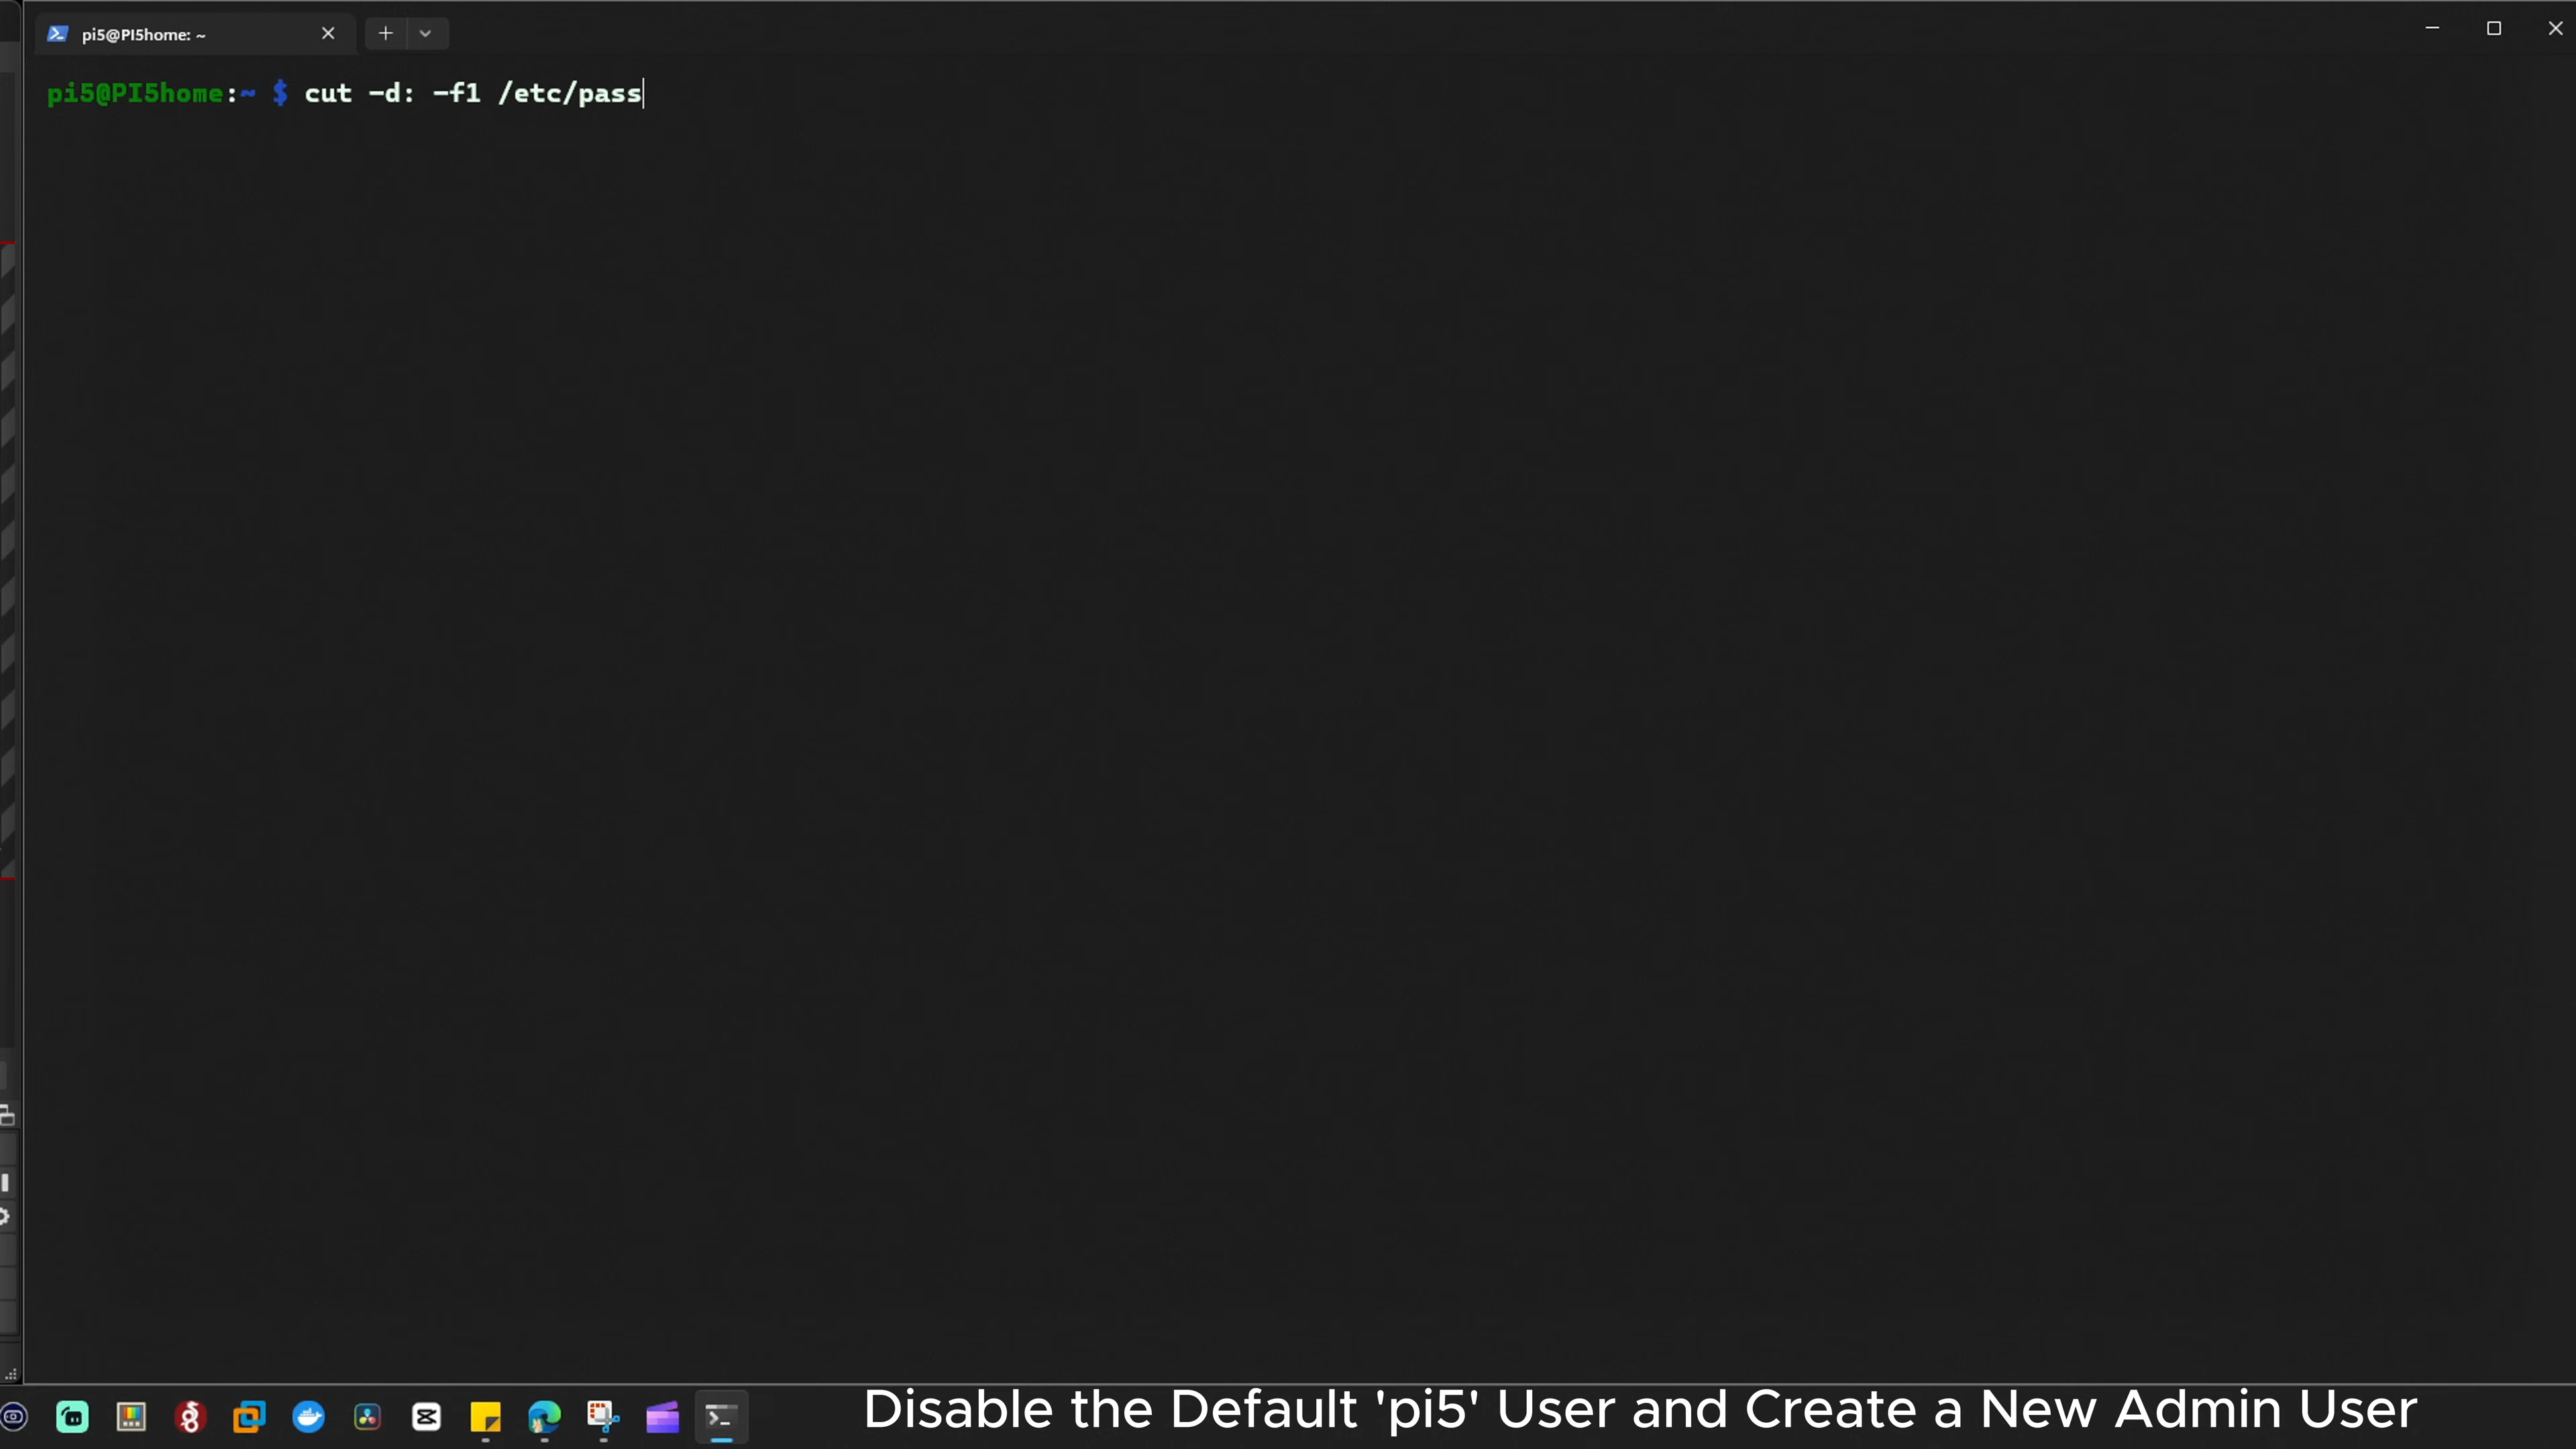 pi5@PI5home: ~
pi5@PI5home:~ $ cut -d: -f1 /etc/pass
Disable the Default 'pi5' User and Create a New Admin User